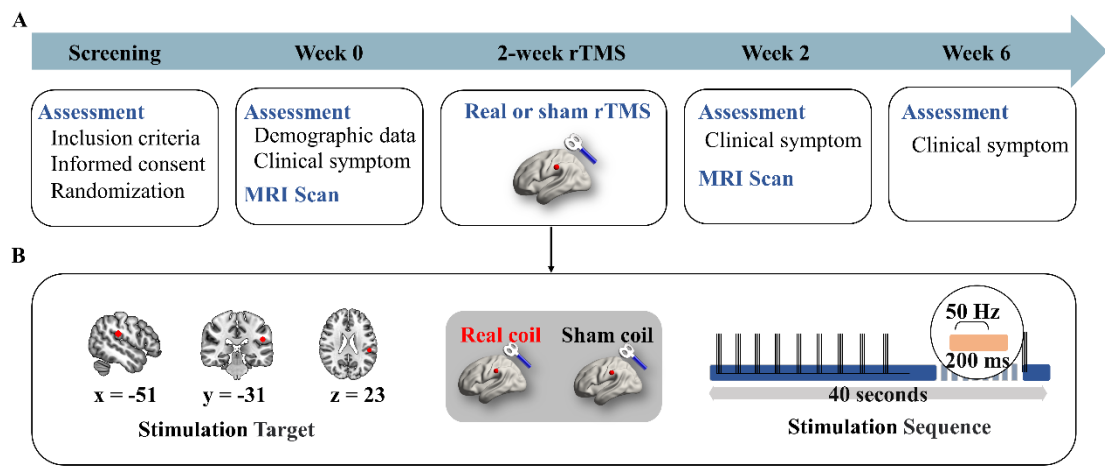 A
Screening
Week 0
2-week rTMS
Week 2
Week 6
Assessment
Inclusion criteria
Informed consent
Randomization
Assessment
Demographic data
Clinical symptom
MRI Scan
Real or sham rTMS
Assessment
Clinical symptom
MRI Scan
Assessment
Clinical symptom
B
x = -51
y = -31
z = 23
Stimulation Target
Real coil
Sham coil
50 Hz
200 ms
40 seconds
Stimulation Sequence